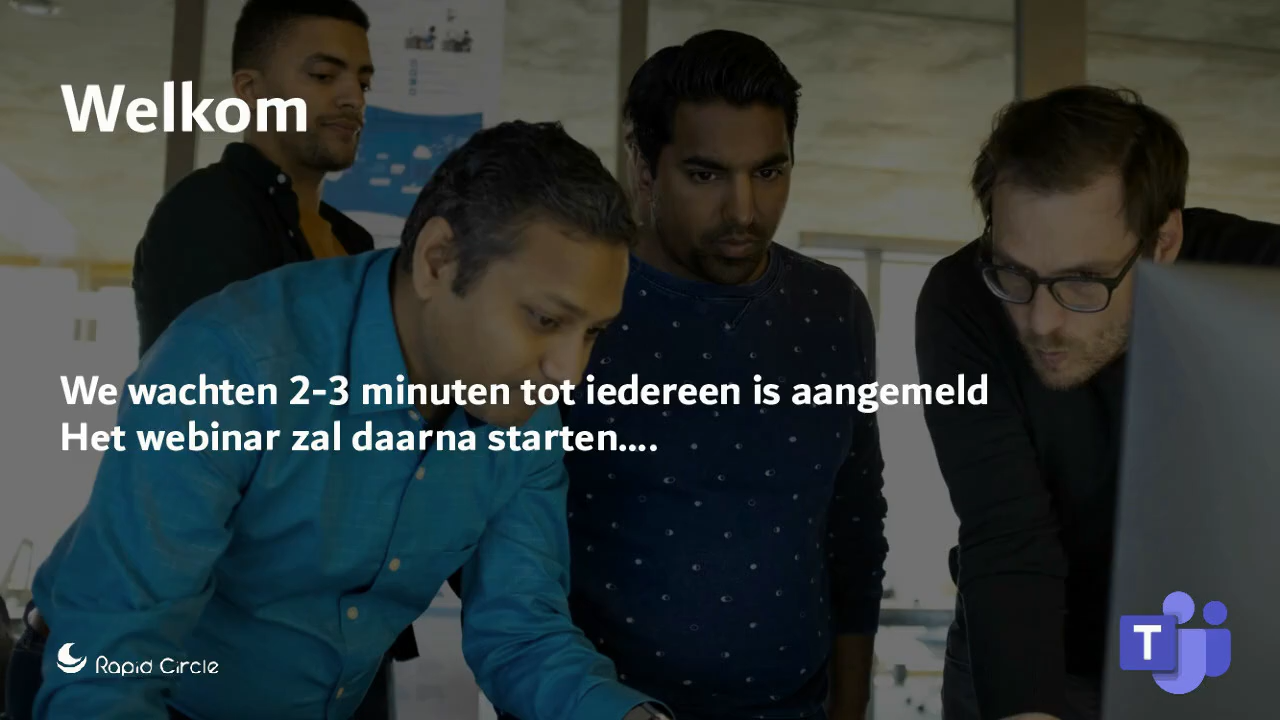 Welkom
We wachten 2-3 minuten tot iedereen is aangemeld
Het webinar zal daarna starten....
Rapid Circle
T